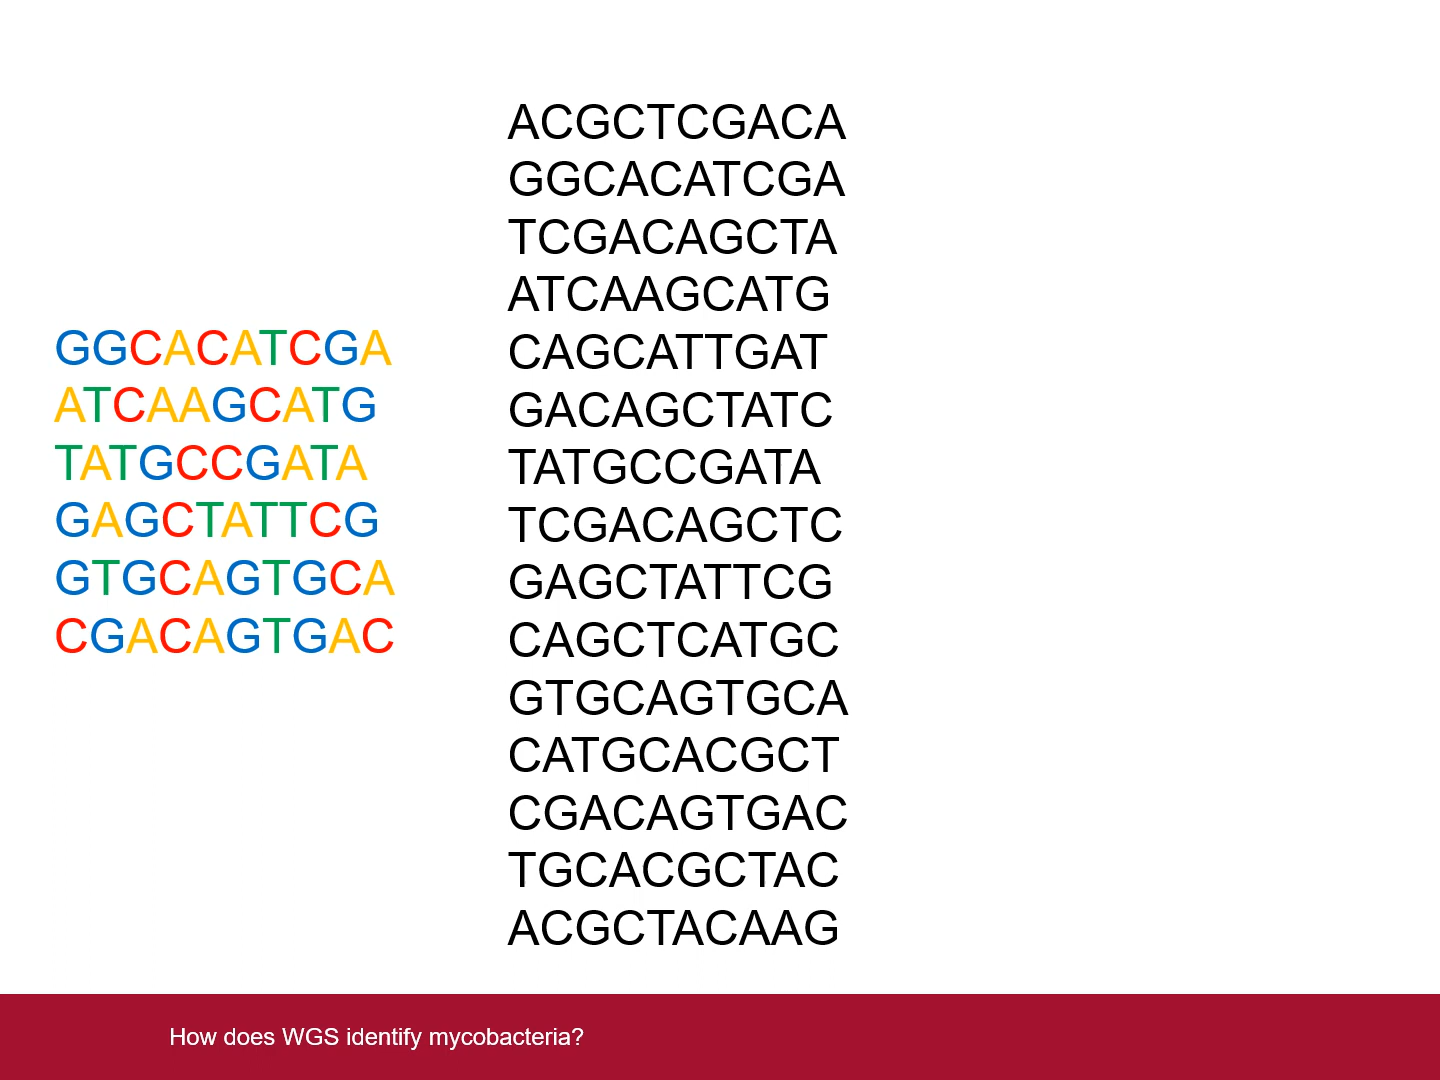 GGCACATCGA
ATCAAGCATG
TATGCCGATA
GAGCTATTCG
GTGCAGTGCA
CGACAGTGAC
ACGCTCGACA
GGCACATCGA
TCGACAGCTA
ATCAAGCATG
CAGCATTGAT
GACAGCTATC
TATGCCGATA
TCGACAGCTC
GAGCTATTCG
CAGCTCATGC
GTGCAGTGCA
CATGCACGCT
CGACAGTGAC
TGCACGCTAC
ACGCTACAAG
How does WGS identify mycobacteria?